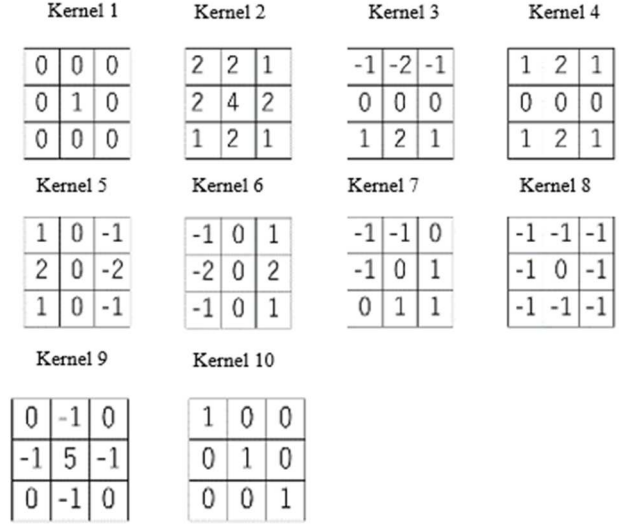 Kernel 1 Kernel 2 Kernel 3 Kernel 4
0 0 0 2 2 1 -1 -2 -1 1 2 1
0 1 0 2 4 2 0 0 0 0 0 0
0 0 0 1 2 1 1 2 1 1 2 1
Kernel 5 Kernel 6 Kernel 7 Kernel 8
1 0 -1 -1 0 1 -1 -1 0 -1 -1 -1
2 0 -2 -2 0 2 -1 0 1 -1 0 -1
1 0 -1 -1 0 1 0 1 1 -1 -1 -1
Kernel 9 Kernel 10
0 -1 0 1 0 0
-1 5 -1 0 1 0
0 -1 0 0 0 1